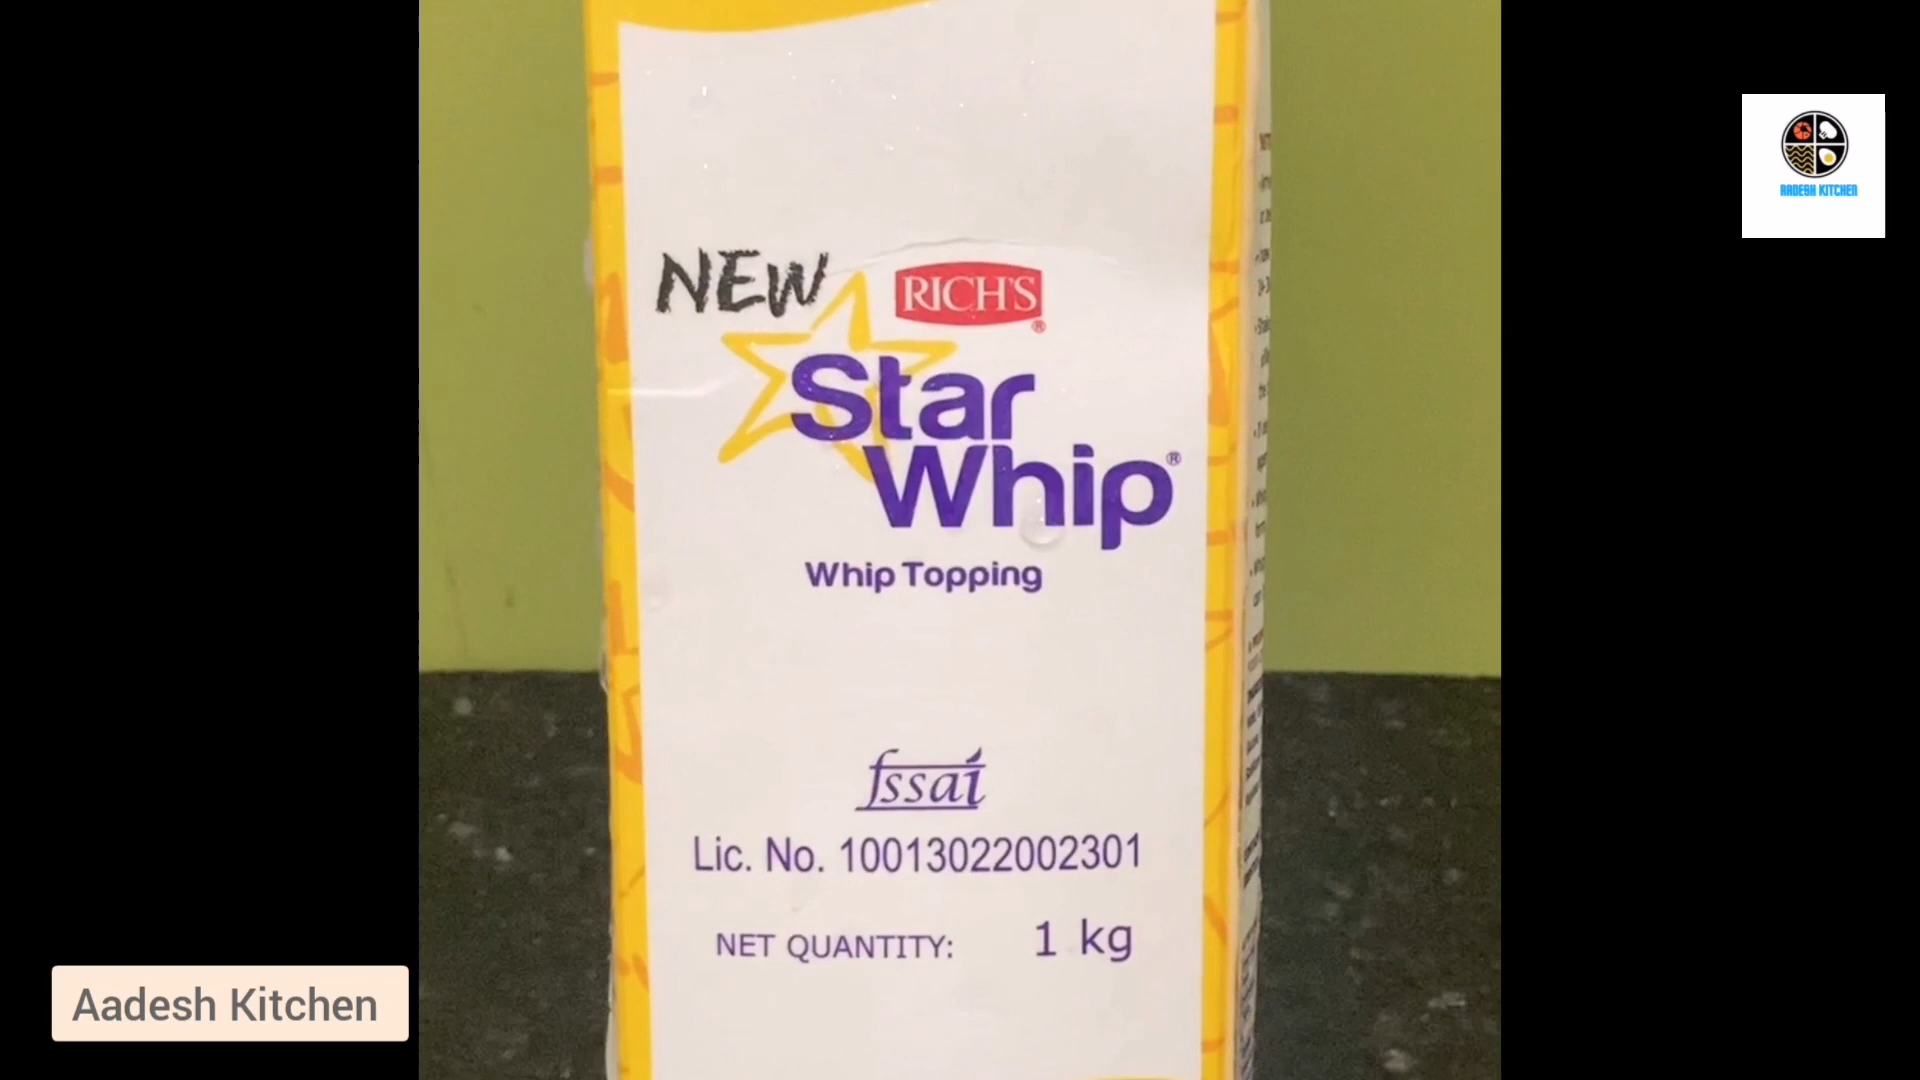 NEW
RICH'S®
Star
Whip®
Whip Topping
fssai
Lic. No. 10013022002301
NET QUANTITY: 1 kg
AADESH KITCHEN
Aadesh Kitchen